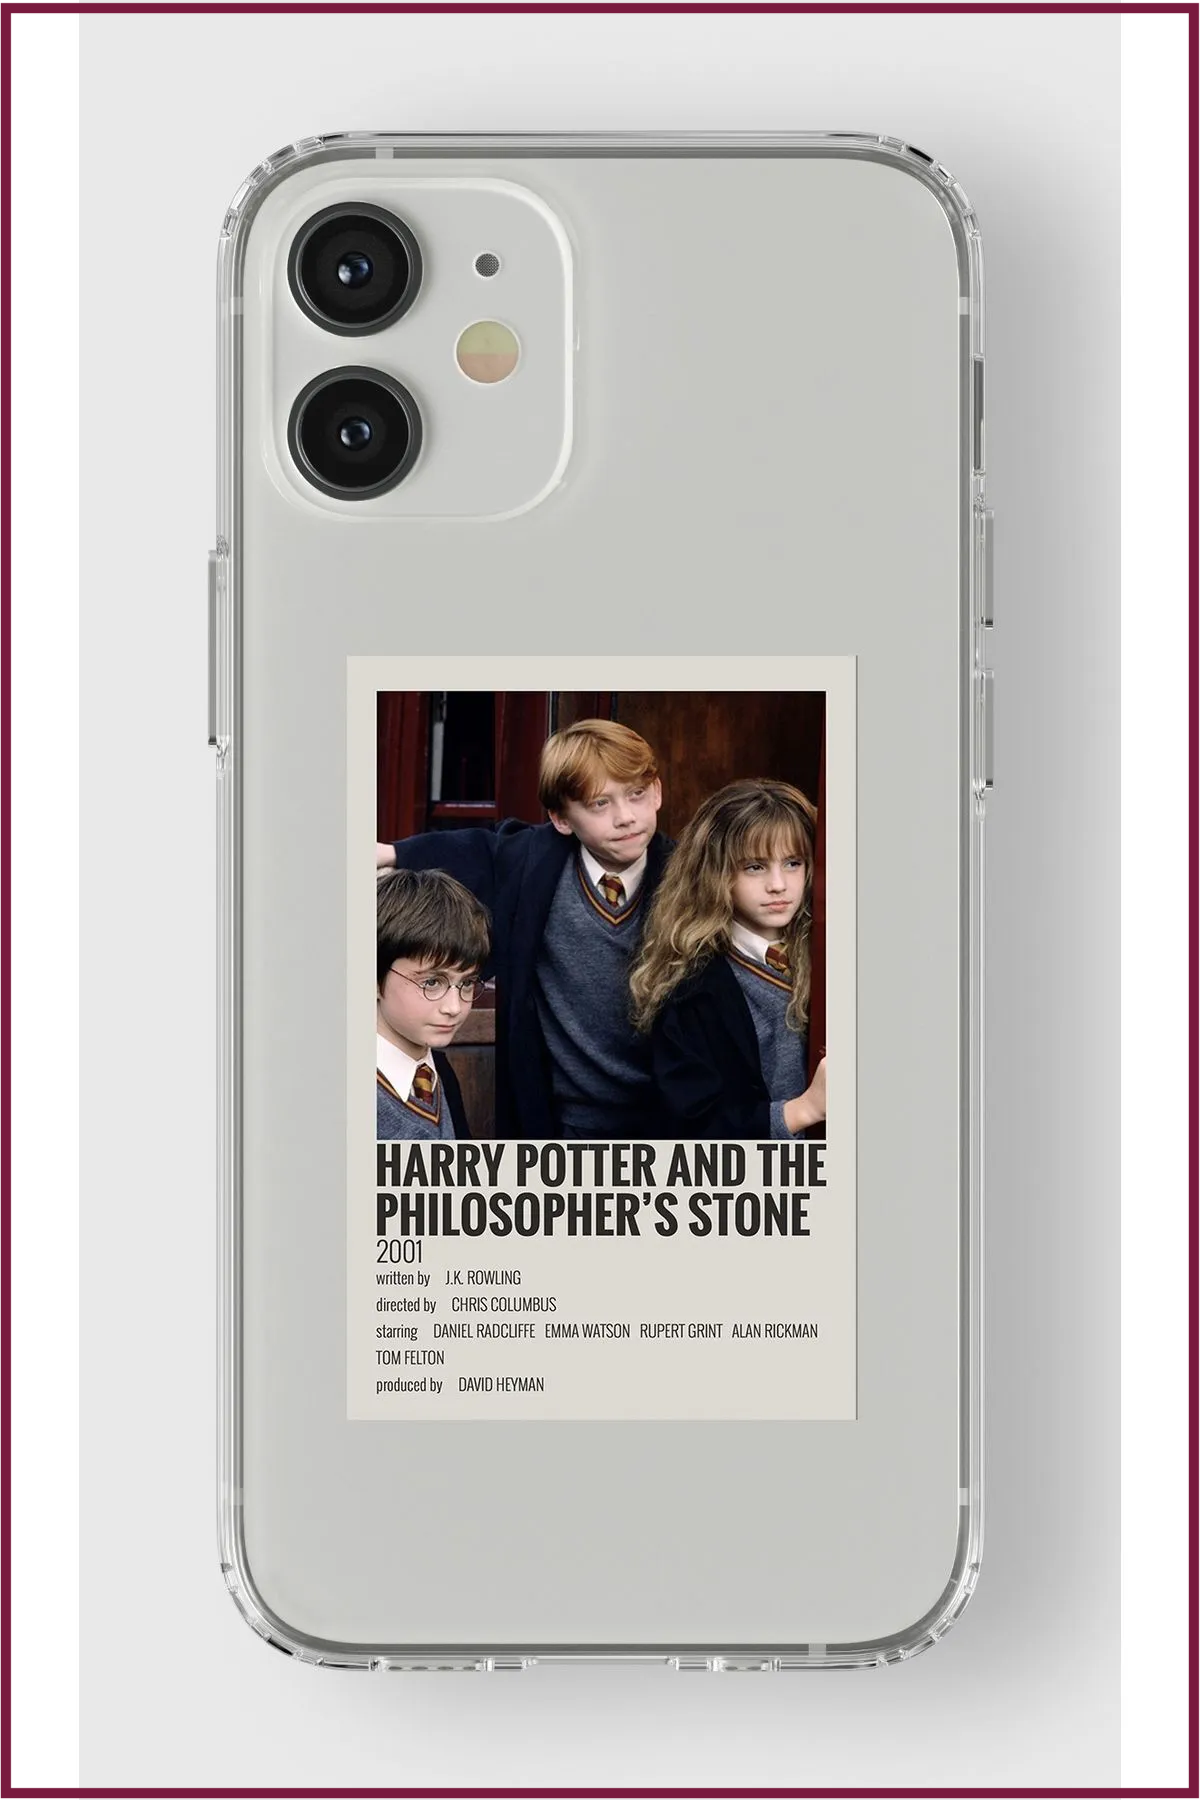 HARRY POTTER AND THE
PHILOSOPHER'S STONE
2001
written by J.K. ROWLING
directed by CHRIS COLUMBUS
starring DANIEL RADCLIFFE EMMA WATSON RUPERT GRINT ALAN RICKMAN
TOM FELTON
produced by DAVID HEYMAN